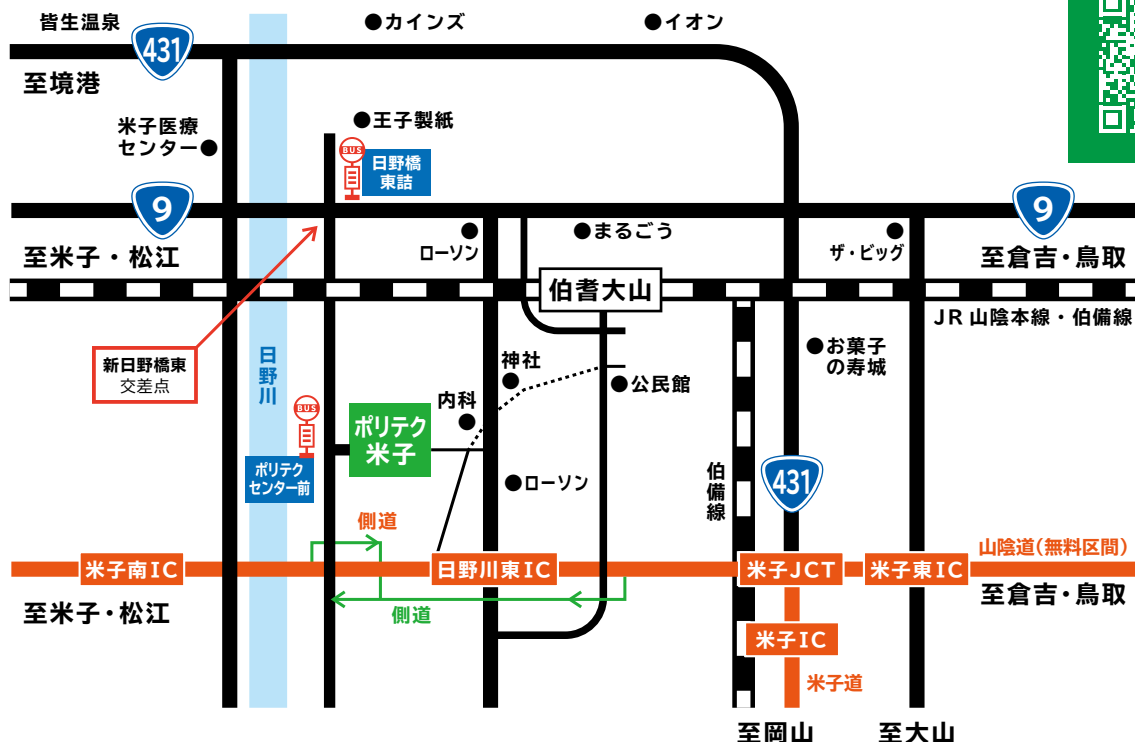 皆生温泉
●カインズ
●イオン
431
至境港
●王子製紙
米子医療
センター●
BUS
日野橋
東詰
9
9
至米子・松江
ローソン
●まるごう
ザ・ビッグ
至倉吉・鳥取
伯耆大山
JR 山陰本線・伯備線
新日野橋東
交差点
日野川
●お菓子
の寿城
神社
●公民館
内科
BUS
ポリテク
米子
ポリテク
センター前
●ローソン
伯備線
431
側道
山陰道(無料区間)
米子南IC
日野川東IC
米子JCT
米子東IC
至米子・松江
側道
至倉吉・鳥取
米子IC
米子道
至岡山
至大山